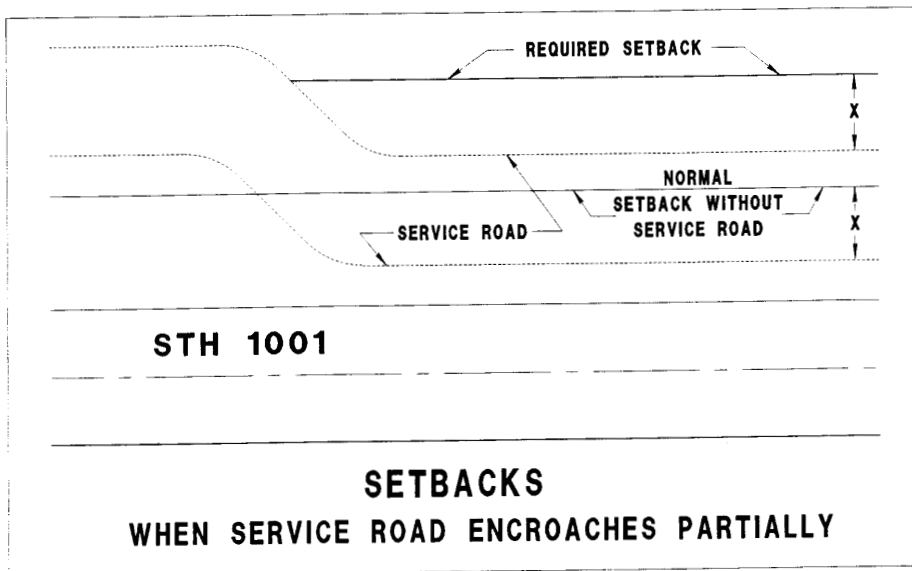 REQUIRED SETBACK
X
NORMAL
SETBACK WITHOUT
SERVICE ROAD
X
SERVICE ROAD
STH 1001
SETBACKS
WHEN SERVICE ROAD ENCROACHES PARTIALLY